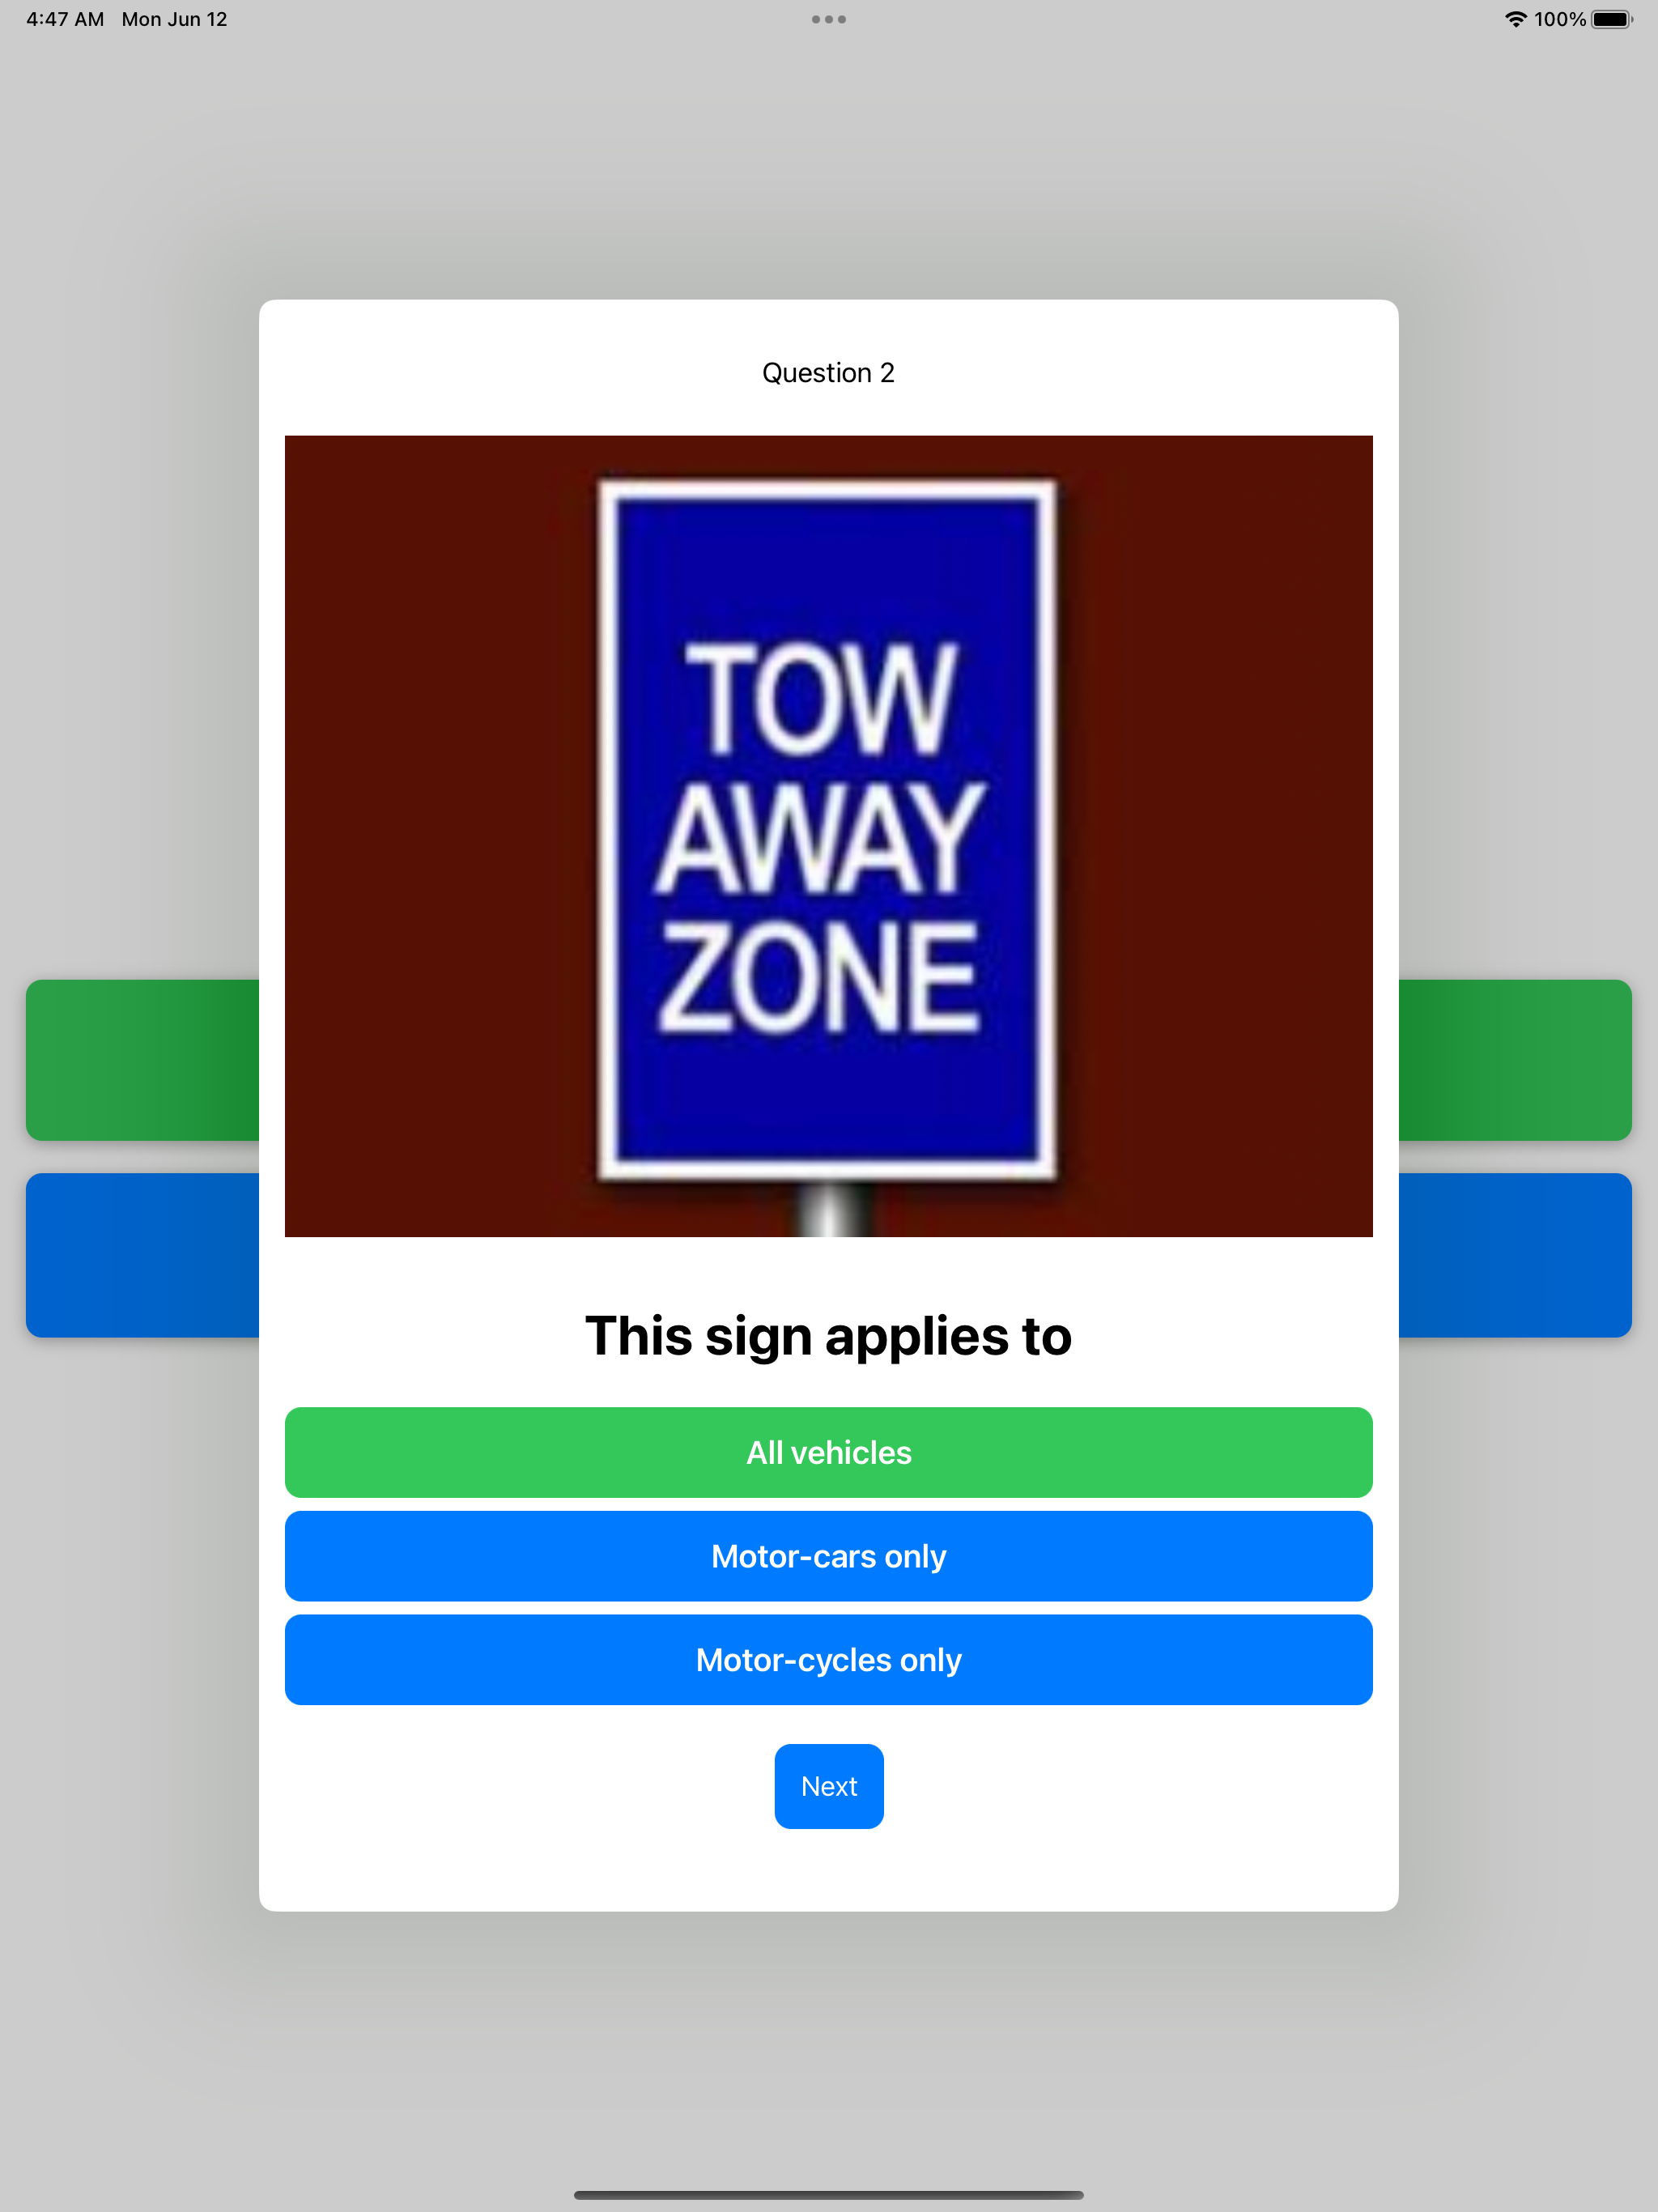 4:47 AM Mon Jun 12
100%
Question 2
TOW
AWAY
ZONE
This sign applies to
All vehicles
Motor-cars only
Motor-cycles only
Next